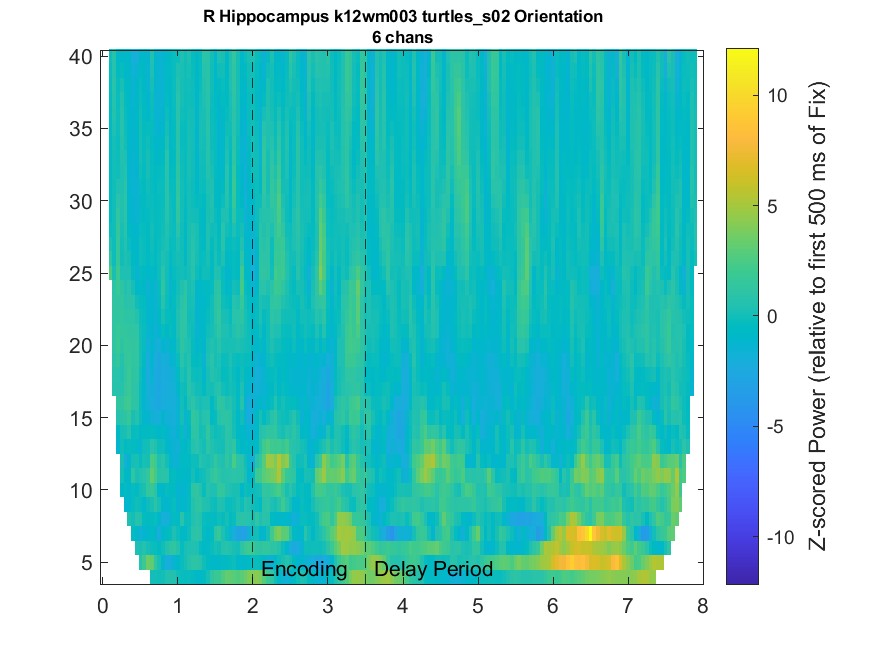 R Hippocampus k12wm003 turtles_s02 Orientation
6 chans
40
35
30
25
20
15
10
5
Encoding
Delay Period
0 1 2 3 4 5 6 7 8
10
5
0
-5
-10
Z-scored Power (relative to first 500 ms of Fix)